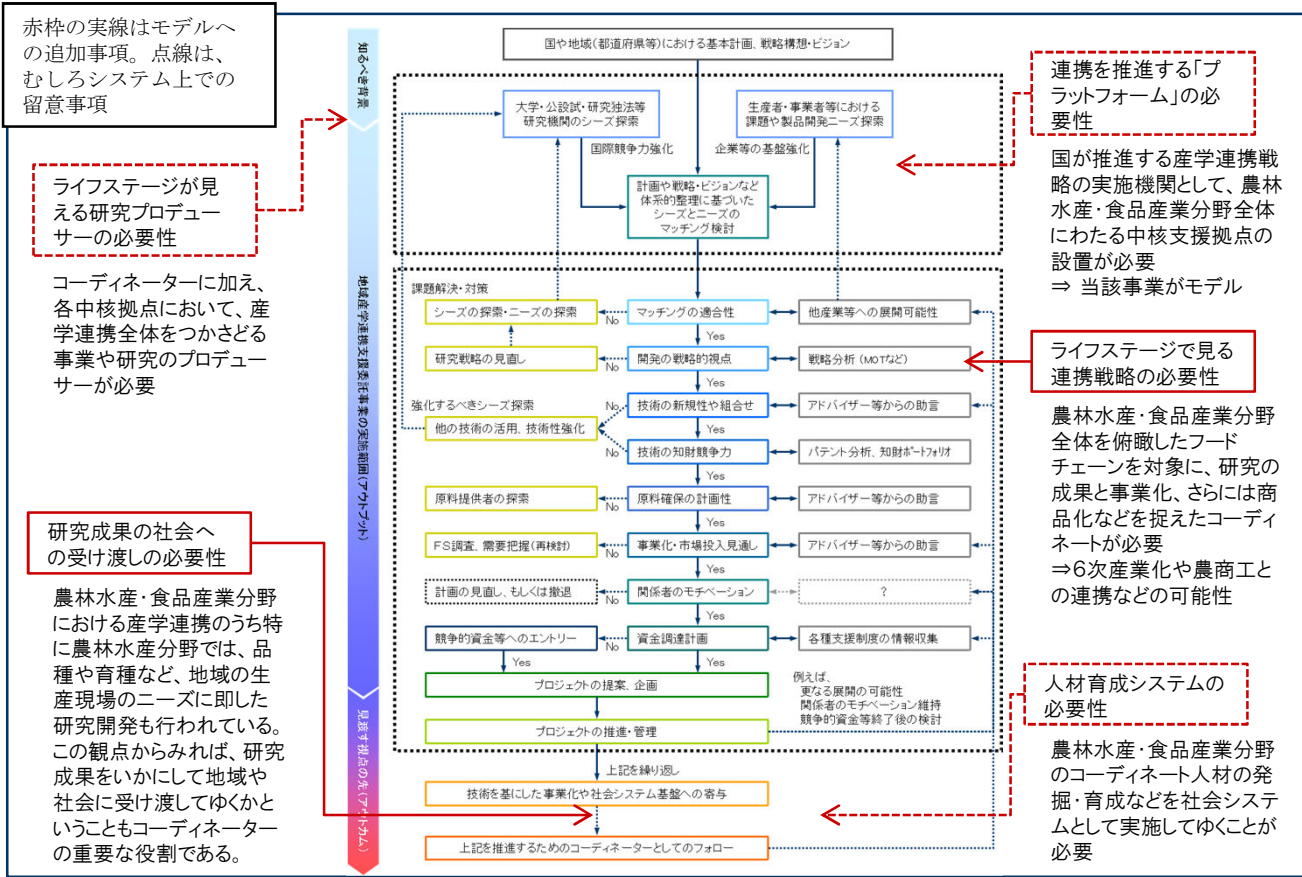 赤枠の実線はモデルへ
の追加事項。点線は、
むしろシステム上での
留意事項
知るべき背景
地域産学連携支援委託事業の実施範囲(アウトプット)
見渡す視点の先(アウトカム)
国や地域(都道府県等)における基本計画、戦略構想・ビジョン
大学・公設試・研究独法等
研究機関のシーズ探索
生産者・事業者等における
課題や製品開発ニーズ探索
国際競争力強化
企業等の基盤強化
計画や戦略・ビジョンなど
体系的整理に基づいた
シーズとニーズの
マッチング検討
課題解決・対策
シーズの探索・ニーズの探索
No
マッチングの適合性
他産業等への展開可能性
Yes
研究戦略の見直し
No
開発の戦略的視点
戦略分析(MOTなど)
Yes
強化するべきシーズ探索
他の技術の活用、技術性強化
No
技術の新規性や組合せ
アドバイザー等からの助言
Yes
No
技術の知財競争力
パテント分析、知財ポートフォリオ
Yes
原料提供者の探索
No
原料確保の計画性
アドバイザー等からの助言
Yes
FS調査、需要把握(再検討)
No
事業化・市場投入見通し
アドバイザー等からの助言
Yes
計画の見直し、もしくは撤退
No
関係者のモチベーション
?
Yes
競争的資金等へのエントリー
No
資金調達計画
各種支援制度の情報収集
Yes
Yes
プロジェクトの提案、企画
例えば、
更なる展開の可能性
関係者のモチベーション維持
競争的資金等終了後の検討
プロジェクトの推進・管理
上記を繰り返し
技術を基にした事業化や社会システム基盤への寄与
上記を推進するためのコーディネーターとしてのフォロー
ライフステージが見
える研究プロデュー
サーの必要性
コーディネーターに加え、
各中核拠点において、産
学連携全体をつかさどる
事業や研究のプロデュー
サーが必要
研究成果の社会へ
の受け渡しの必要性
農林水産・食品産業分野
における産学連携のうち特
に農林水産分野では、品
種や育種など、地域の生
産現場のニーズに即した
研究開発も行われている。
この観点からみれば、研究
成果をいかにして地域や
社会に受け渡してゆくかと
いうこともコーディネーター
の重要な役割である。
連携を推進する「プ
ラットフォーム」の必
要性
国が推進する産学連携戦
略の実施機関として、農林
水産・食品産業分野全体
にわたる中核支援拠点の
設置が必要
⇒ 当該事業がモデル
ライフステージで見る
連携戦略の必要性
農林水産・食品産業分野
全体を俯瞰したフード
チェーンを対象に、研究の
成果と事業化、さらには商
品化などを捉えたコーディ
ネートが必要
⇒6次産業化や農商工と
の連携などの可能性
人材育成システムの
必要性
農林水産・食品産業分野
のコーディネート人材の発
掘・育成などを社会システ
ムとして実施してゆくことが
必要